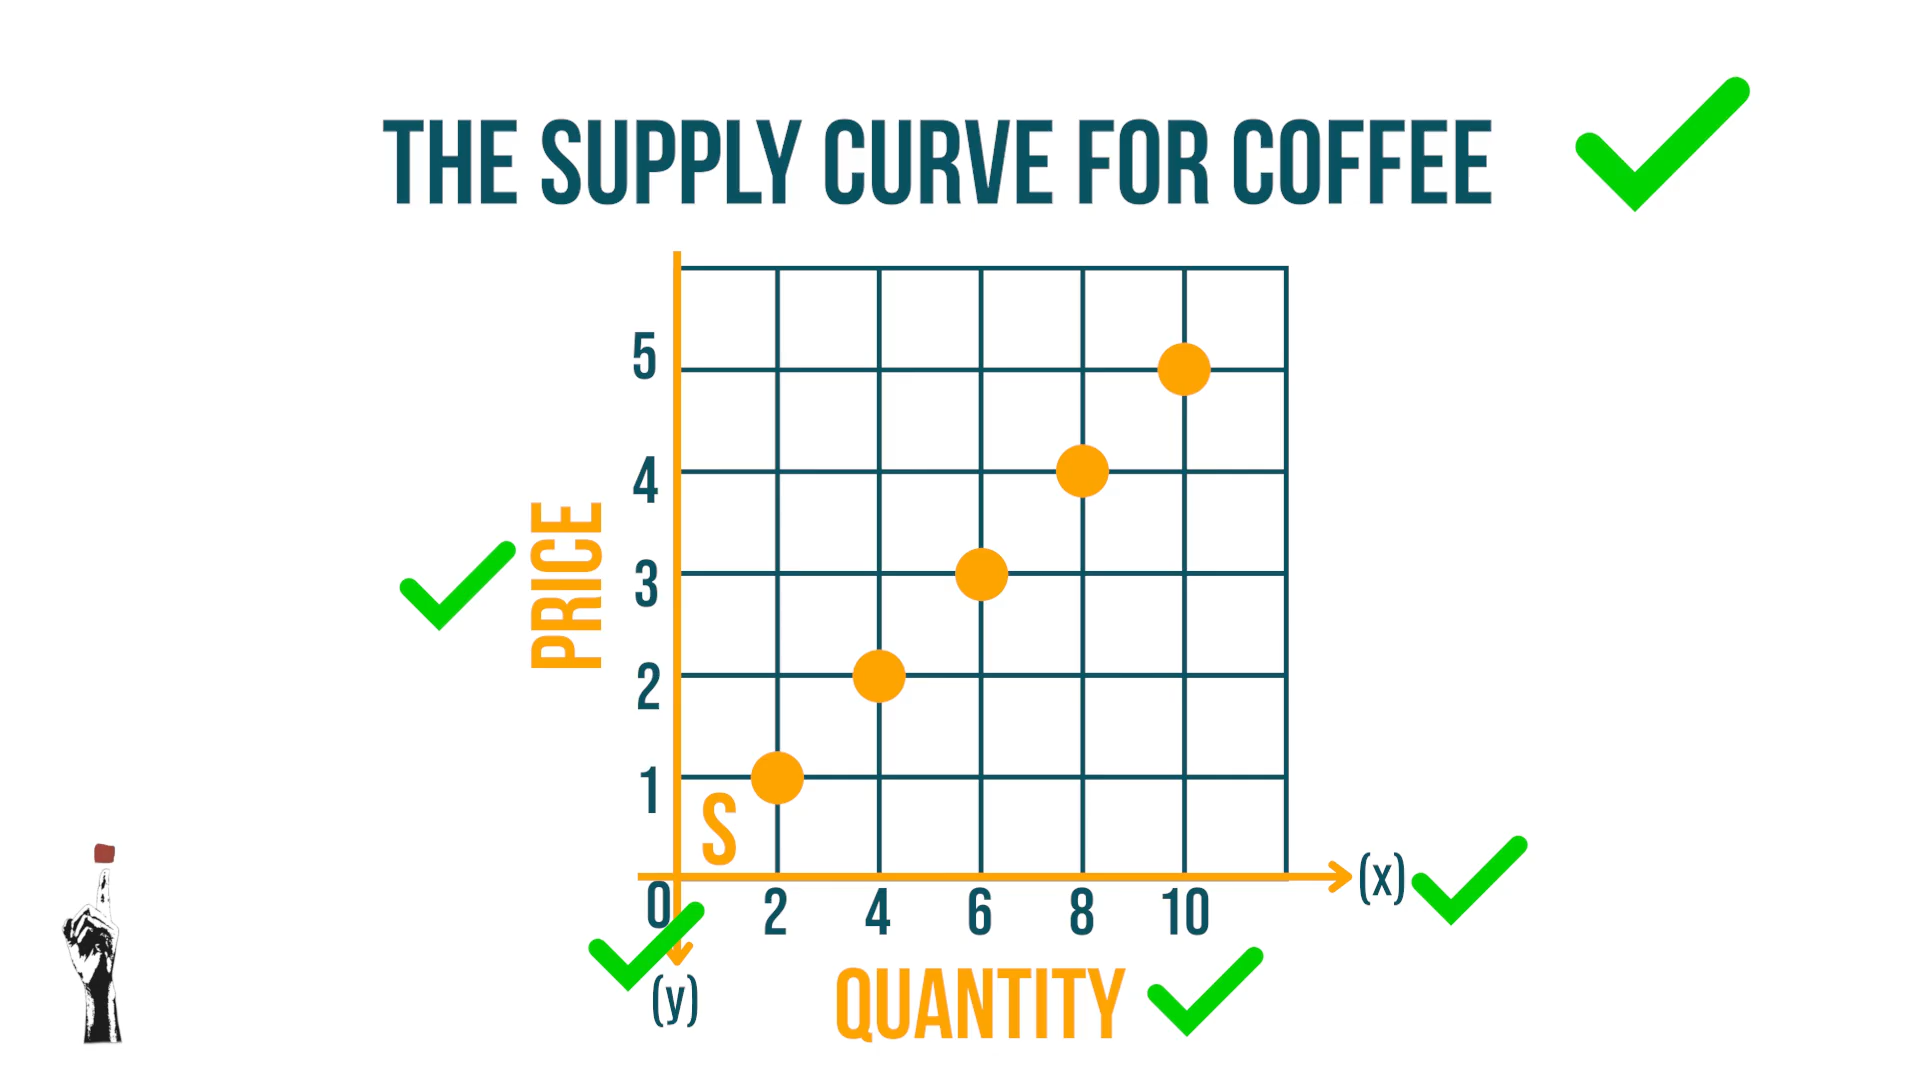 THE SUPPLY CURVE FOR COFFEE
5
4
3
2
1
PRICE
S
0
2 4 6 8 10
(x)
(y)
QUANTITY